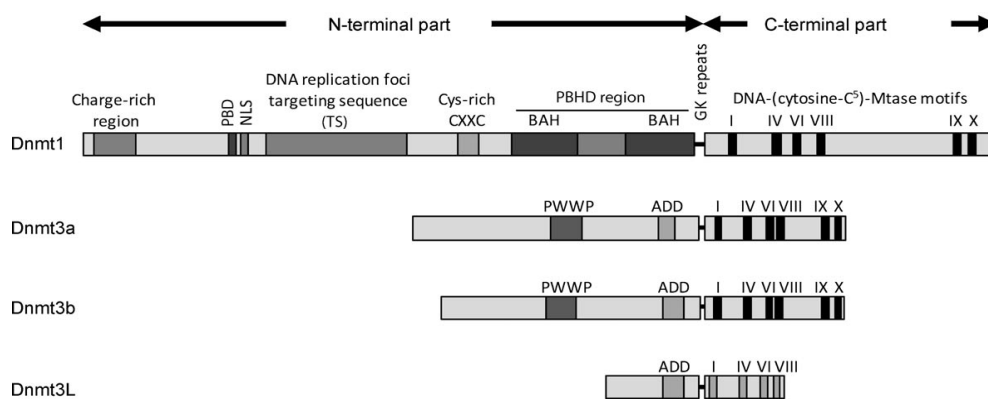 N-terminal part
C-terminal part
Charge-rich
region
PBD
NLS
DNA replication foci
targeting sequence
(TS)
Cys-rich
CXXC
PBHD region
BAH BAH
GK repeats
DNA-(cytosine-C⁵)-Mtase motifs
I IV VI VIII IX X
Dnmt1
PWWP ADD I IV VI VIII IX X
Dnmt3a
PWWP ADD I IV VI VIII IX X
Dnmt3b
ADD I IV VI VIII
Dnmt3L